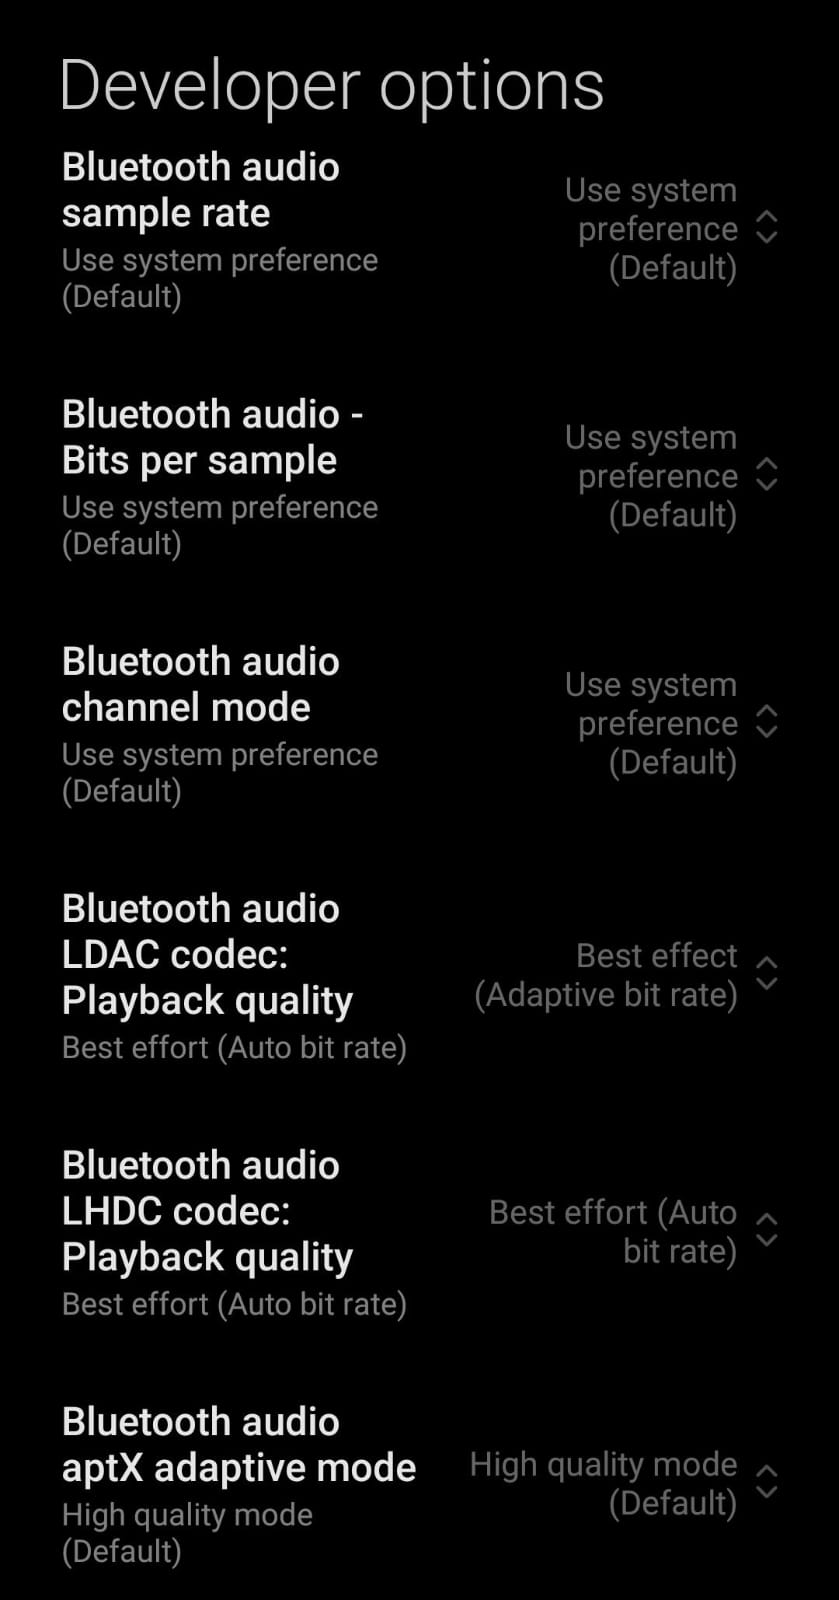 Developer options
Bluetooth audio
sample rate
Use system preference
(Default)
Use system
preference
(Default)
Bluetooth audio -
Bits per sample
Use system preference
(Default)
Use system
preference
(Default)
Bluetooth audio
channel mode
Use system preference
(Default)
Use system
preference
(Default)
Bluetooth audio
LDAC codec:
Playback quality
Best effort (Auto bit rate)
Best effect
(Adaptive bit rate)
Bluetooth audio
LHDC codec:
Playback quality
Best effort (Auto bit rate)
Best effort (Auto
bit rate)
Bluetooth audio
aptX adaptive mode
High quality mode
(Default)
High quality mode
(Default)